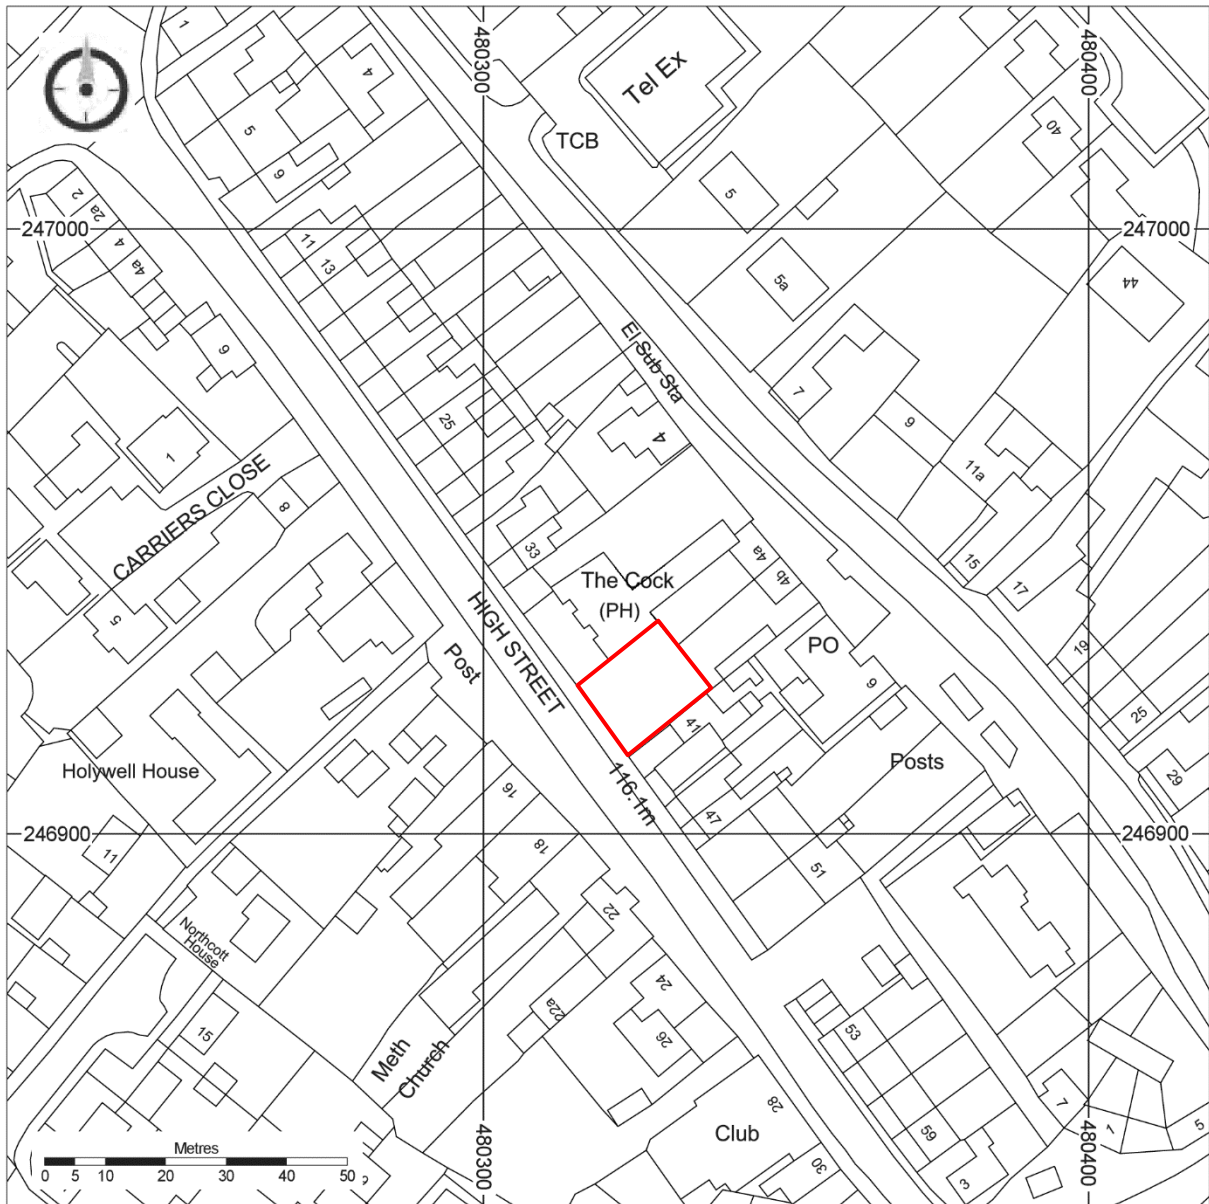 1
4
5
9
480300
Tel Ex
TCB
480400
40
2
2a
4
4a
247000
247000
11
13
5
5a
44
9
El Sub Sta
7
25
4
9
1
11a
CARRIERS CLOSE
8
33
4a
4b
15
17
The Cock
(PH)
5
HIGH STREET
Post
PO
19
9
25
41
Holywell House
116.1m
Posts
29
16
47
246900
246900
11
18
51
22
Northcott
House
24
22a
26
15
53
Meth
Church
28
59
7
1
5
Club
30
3
480300
480400
Metres
0 5 10 20 30 40 50